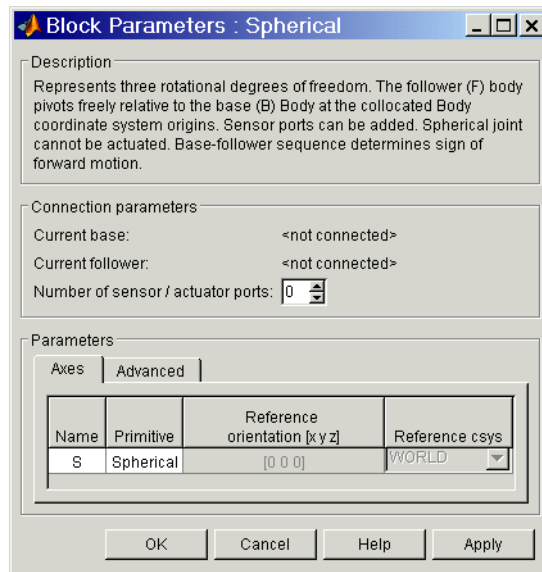 Block Parameters : Spherical
Description
Represents three rotational degrees of freedom. The follower (F) body
pivots freely relative to the base (B) Body at the collocated Body
coordinate system origins. Sensor ports can be added. Spherical joint
cannot be actuated. Base-follower sequence determines sign of
forward motion.
Connection parameters
Current base: <not connected>
Current follower: <not connected>
Number of sensor / actuator ports: 0
Parameters
Axes Advanced
Name Primitive Reference orientation [x y z] Reference csys
S Spherical [0 0 0] WORLD
OK Cancel Help Apply